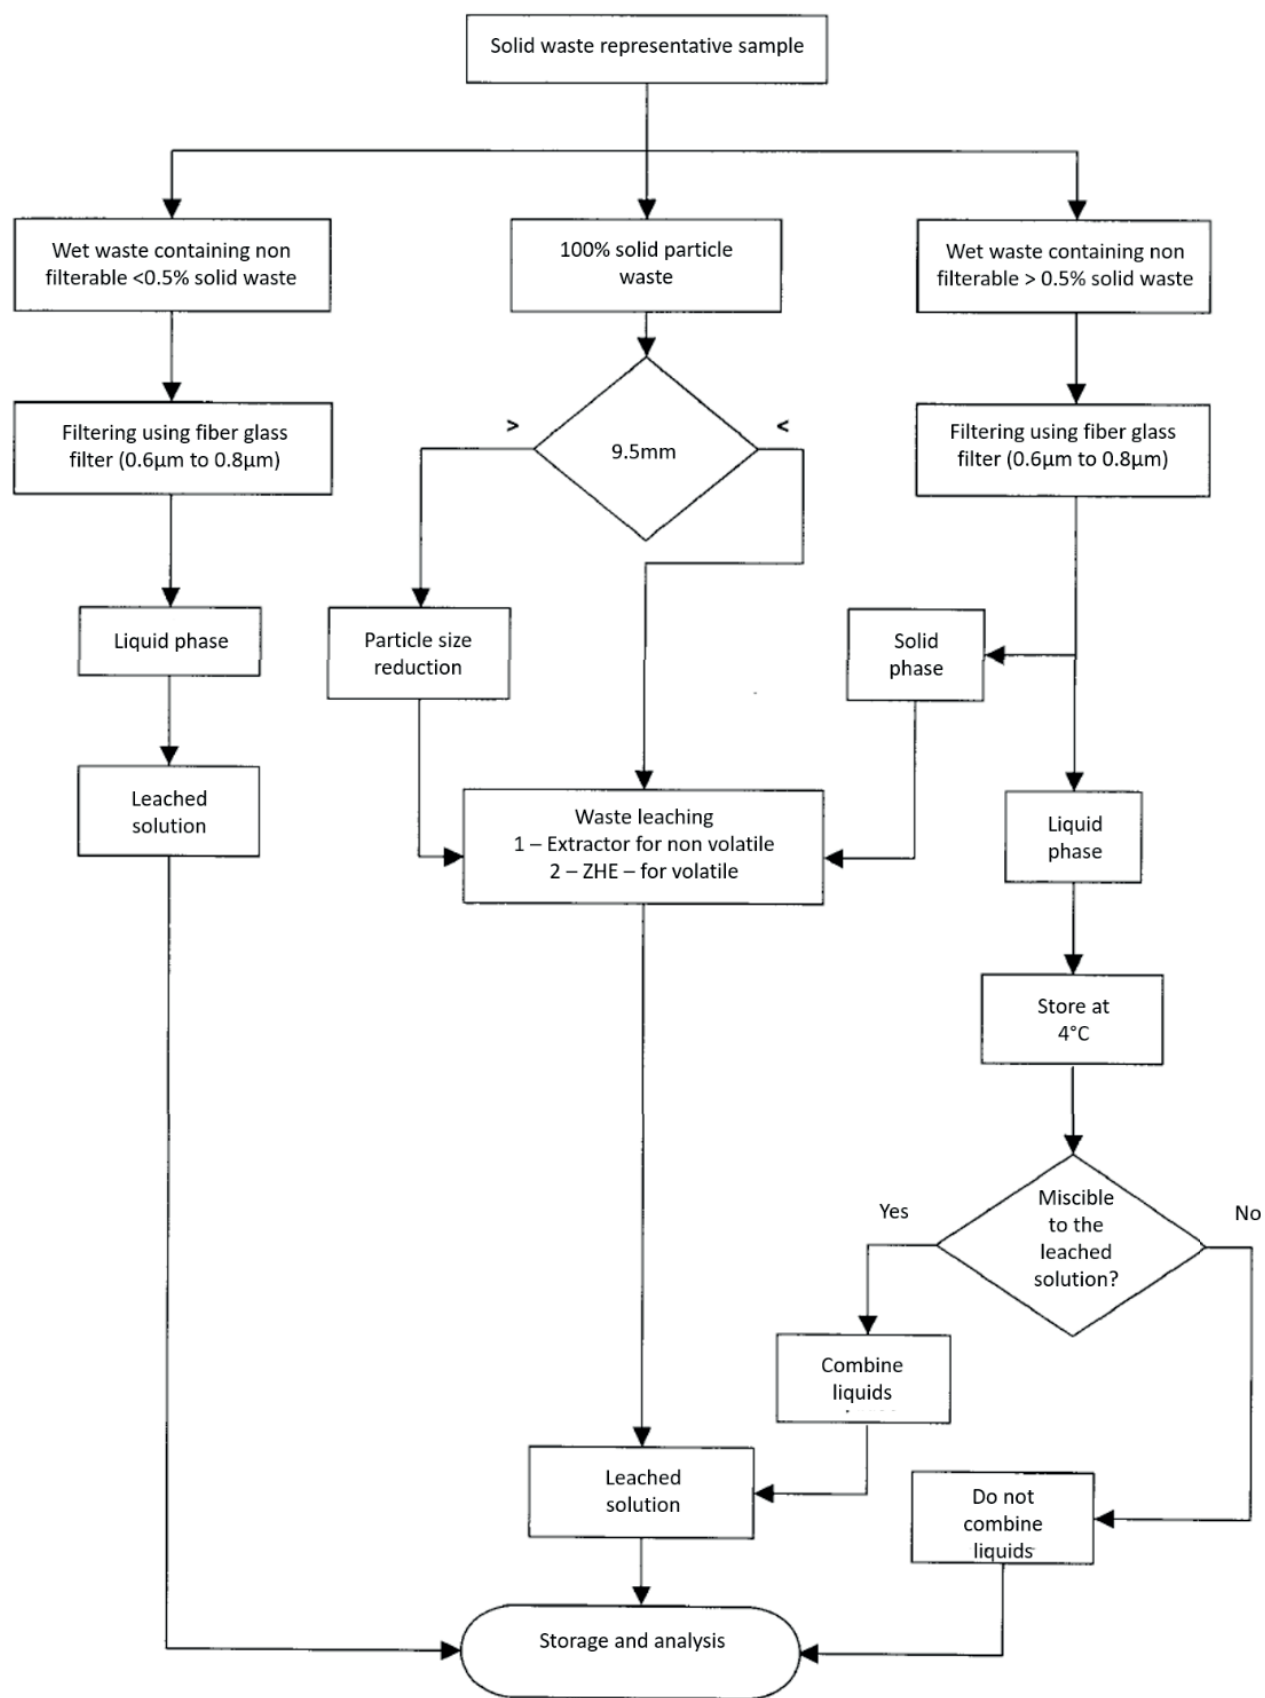 Solid waste representative sample
Wet waste containing non
filterable <0.5% solid waste
100% solid particle
waste
Wet waste containing non
filterable > 0.5% solid waste
Filtering using fiber glass
filter (0.6µm to 0.8µm)
>
9.5mm
<
Filtering using fiber glass
filter (0.6µm to 0.8µm)
Liquid phase
Particle size
reduction
Solid
phase
Leached
solution
Waste leaching
1 – Extractor for non volatile
2 – ZHE – for volatile
Liquid
phase
Store at
4°C
Miscible
to the
leached
solution?
Yes
No
Combine
liquids
Leached
solution
Do not
combine
liquids
Storage and analysis